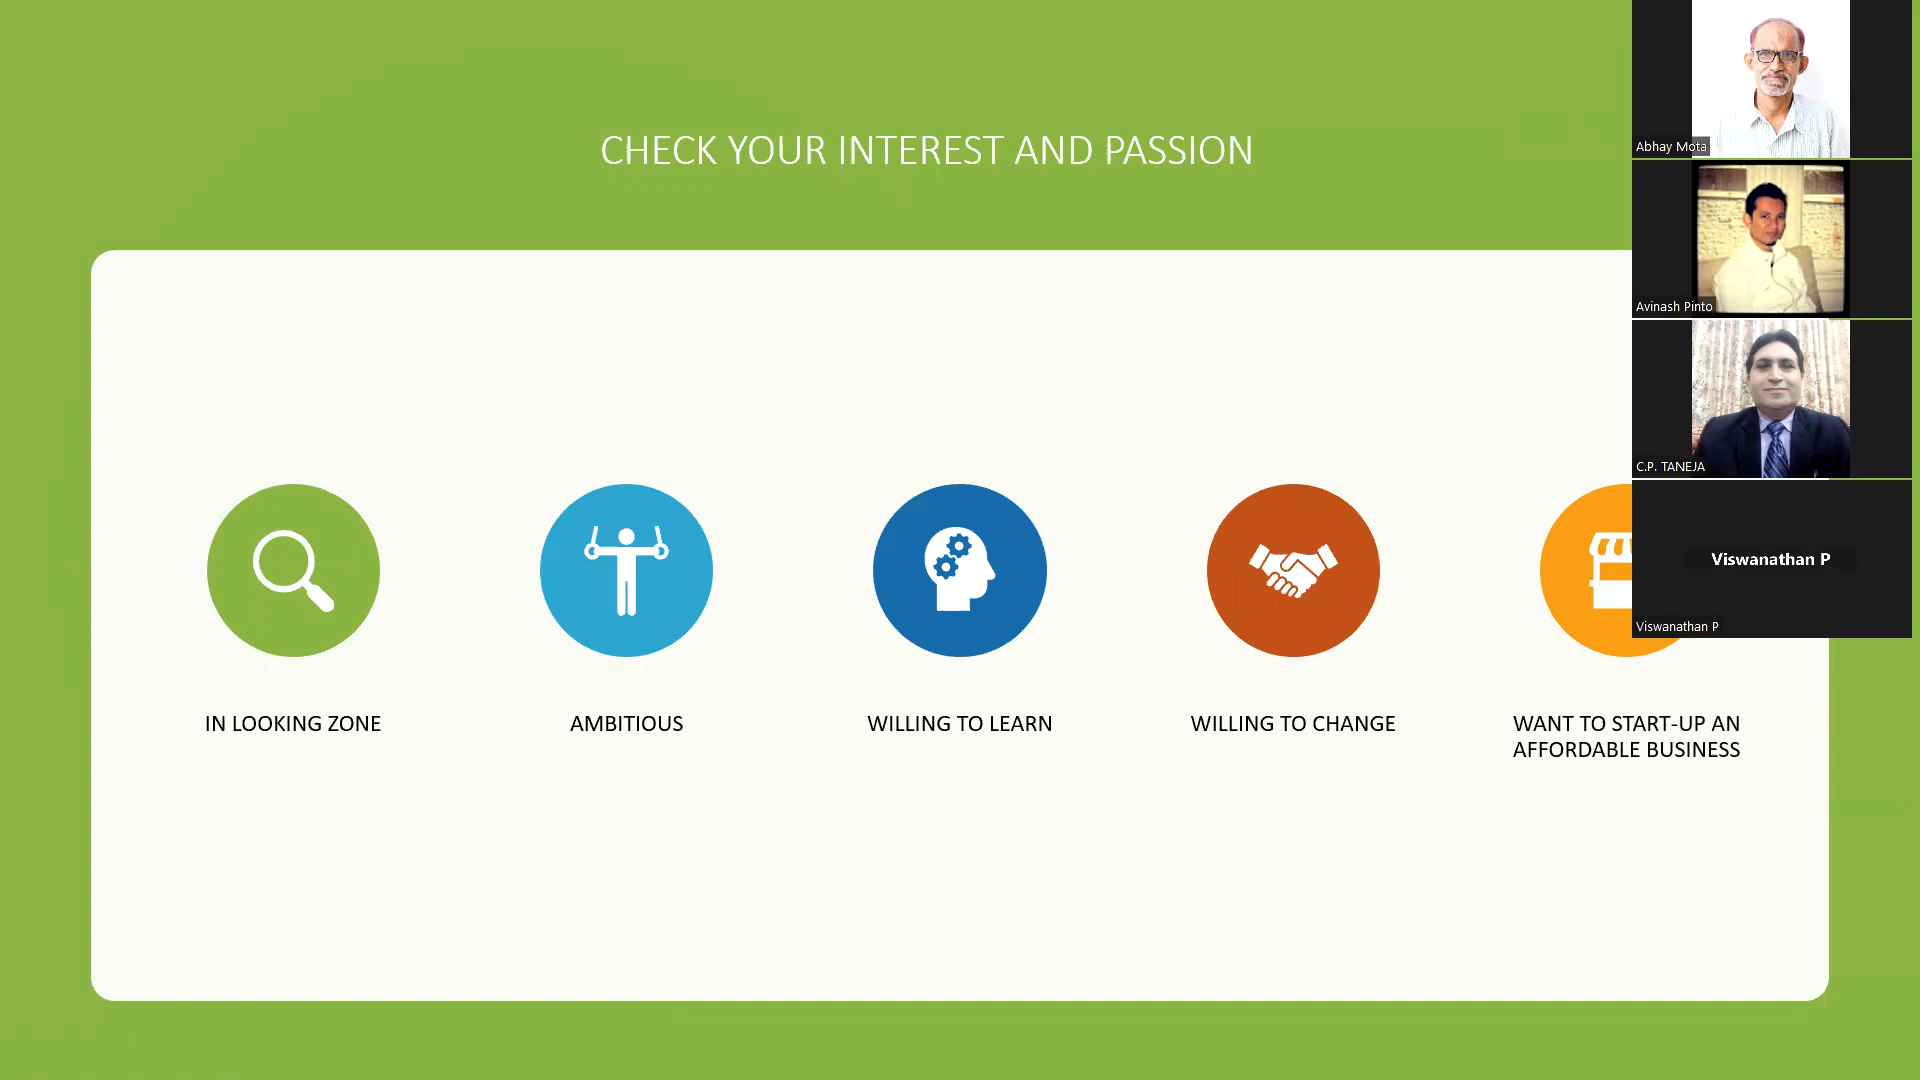 CHECK YOUR INTEREST AND PASSION
IN LOOKING ZONE
AMBITIOUS
WILLING TO LEARN
WILLING TO CHANGE
WANT TO START-UP AN
AFFORDABLE BUSINESS
Abhay Mota
Avinash Pinto
C.P. TANEJA
Viswanathan P
Viswanathan P